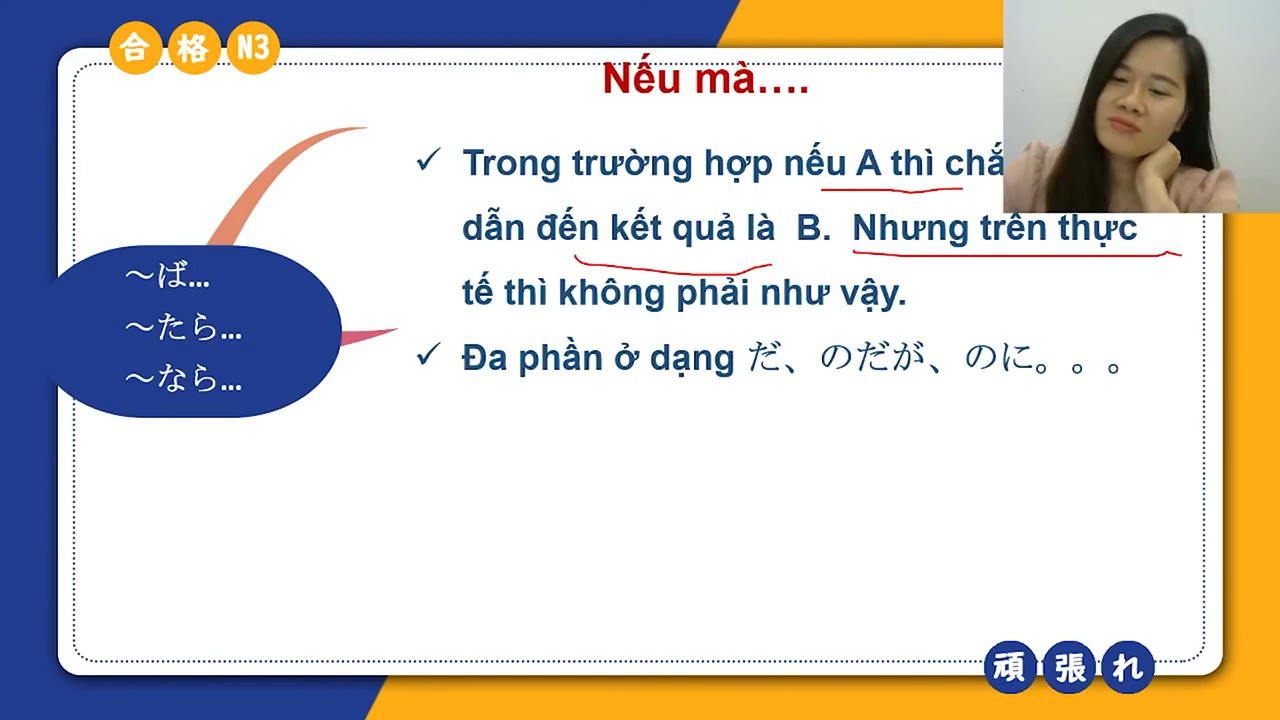 合格N3
Nếu mà....
✓ Trong trường hợp nếu A thì
dẫn đến kết quả là B. Nhưng trên thực
tế thì không phải như vậy.
✓ Đa phần ở dạng だ、のだが、のに。。。
～ば...
～たら...
～なら...
頑張れ